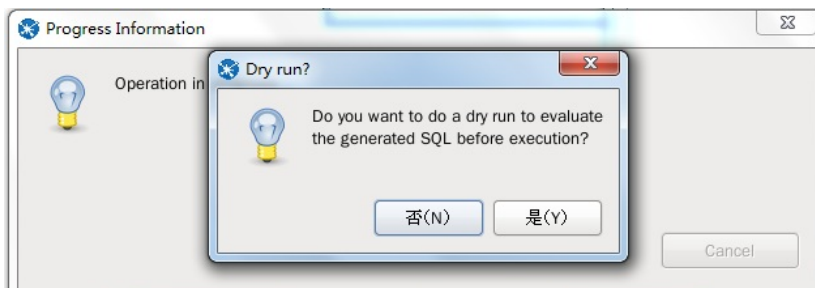 Progress Information
Operation in
Dry run?
Do you want to do a dry run to evaluate
the generated SQL before execution?
否(N)
是(Y)
Cancel